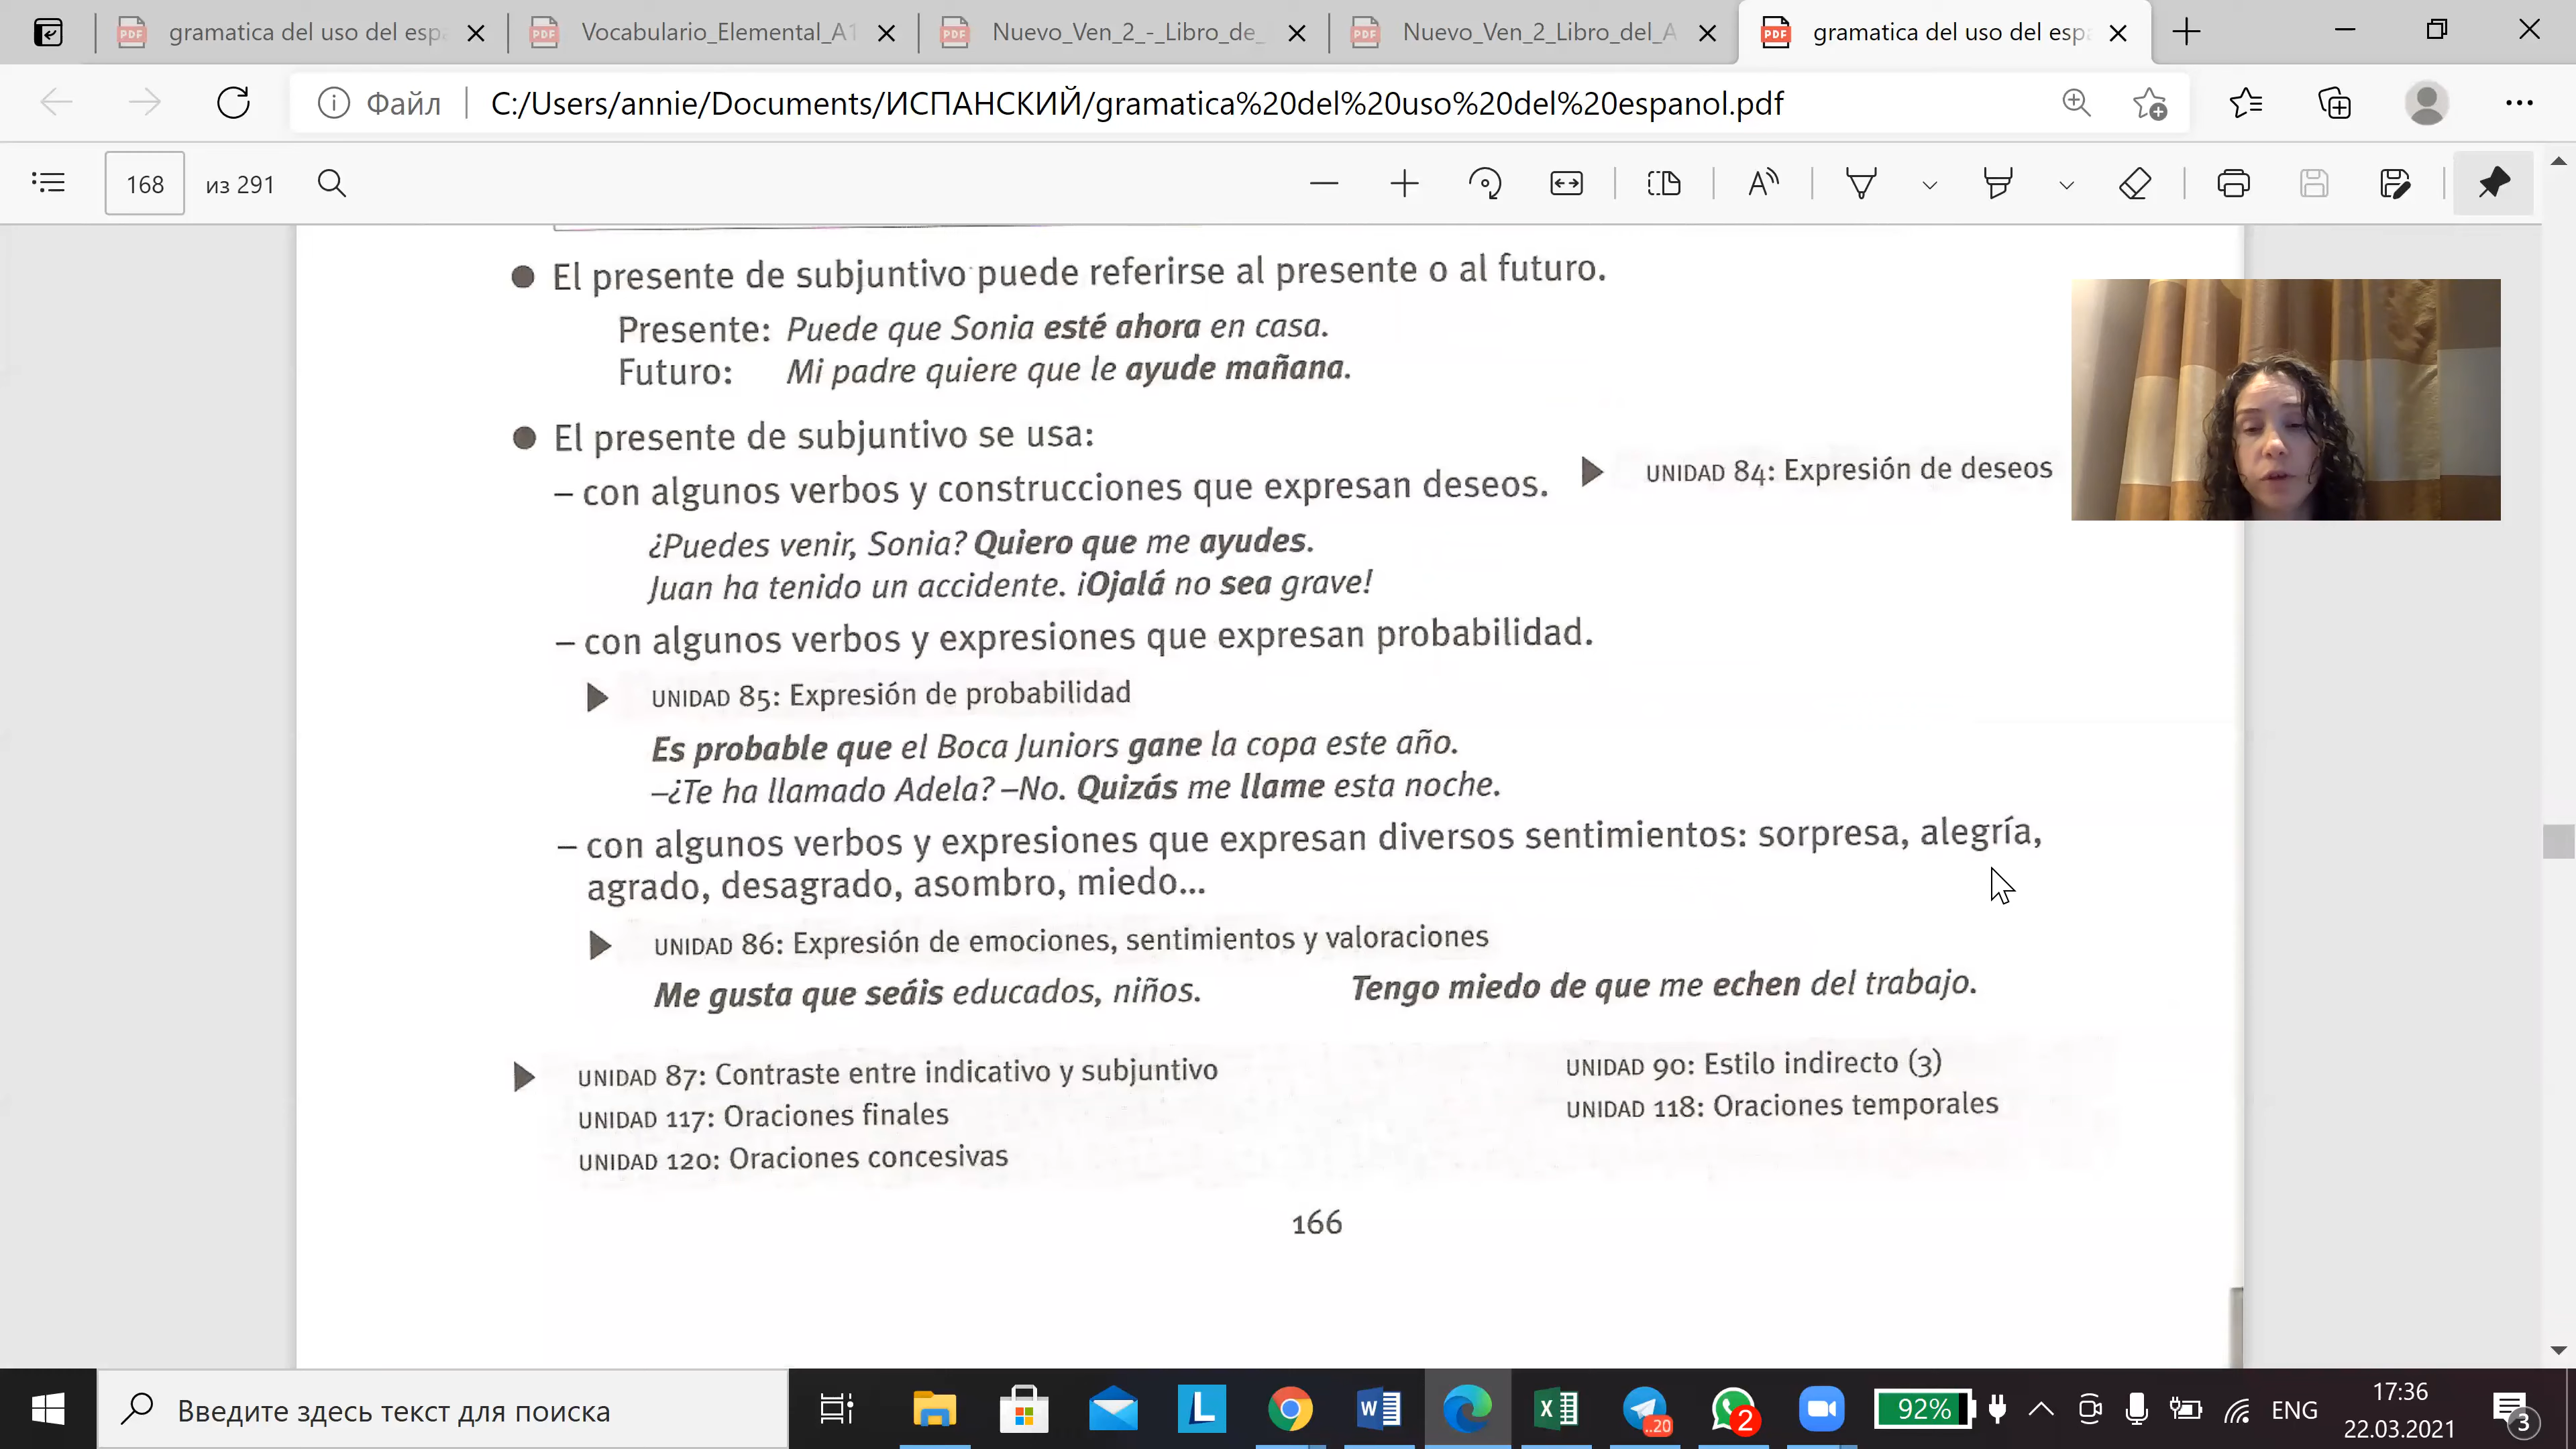 gramatica del uso del espa
Vocabulario_Elemental_A1
Nuevo_Ven_2_-_Libro_de_
Nuevo_Ven_2_Libro_del_A
gramatica del uso del espa
Файл
C:/Users/annie/Documents/ИСПАНСКИЙ/gramatica%20del%20uso%20del%20espanol.pdf
168 из 291
● El presente de subjuntivo puede referirse al presente o al futuro.
Presente: Puede que Sonia esté ahora en casa.
Futuro: Mi padre quiere que le ayude mañana.
● El presente de subjuntivo se usa:
– con algunos verbos y construcciones que expresan deseos.
▶ UNIDAD 84: Expresión de deseos
¿Puedes venir, Sonia? Quiero que me ayudes.
Juan ha tenido un accidente. ¡Ojalá no sea grave!
– con algunos verbos y expresiones que expresan probabilidad.
▶ UNIDAD 85: Expresión de probabilidad
Es probable que el Boca Juniors gane la copa este año.
–¿Te ha llamado Adela? –No. Quizás me llame esta noche.
– con algunos verbos y expresiones que expresan diversos sentimientos: sorpresa, alegría,
agrado, desagrado, asombro, miedo...
▶ UNIDAD 86: Expresión de emociones, sentimientos y valoraciones
Me gusta que seáis educados, niños. Tengo miedo de que me echen del trabajo.
▶ UNIDAD 87: Contraste entre indicativo y subjuntivo
UNIDAD 117: Oraciones finales
UNIDAD 120: Oraciones concesivas
UNIDAD 90: Estilo indirecto (3)
UNIDAD 118: Oraciones temporales
166
Введите здесь текст для поиска
L
W
X
..20
2
92%
ENG
17:36
22.03.2021
3